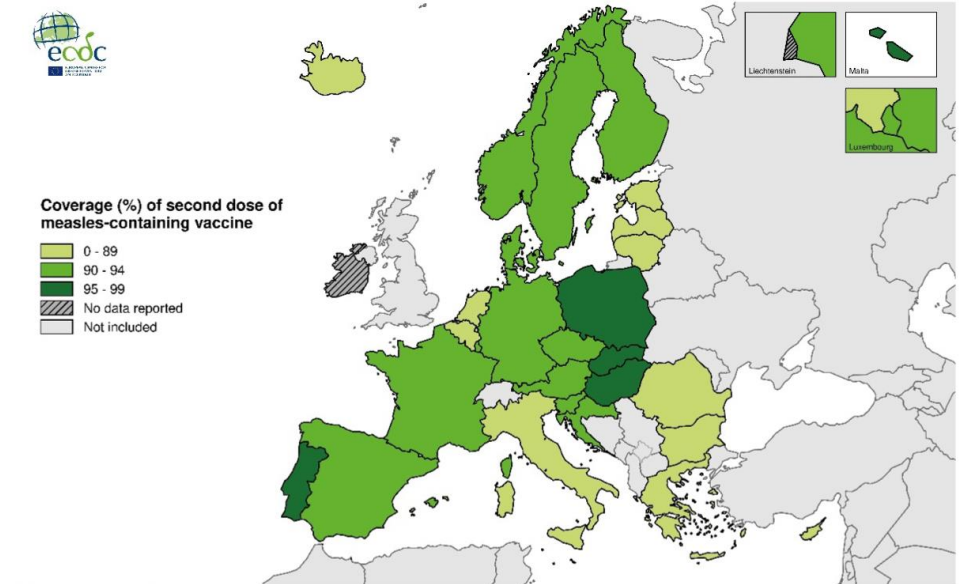 ecdc
Liechtenstein
Malta
Luxembourg
Coverage (%) of second dose of
measles-containing vaccine
0 - 89
90 - 94
95 - 99
No data reported
Not included